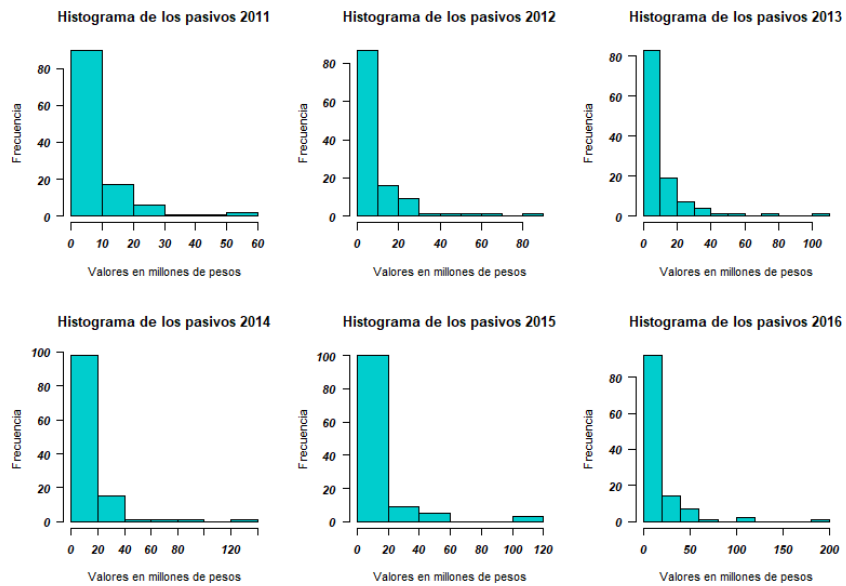 Histograma de los pasivos 2011
Frecuencia
80
60
40
20
0
0 10 20 30 40 50 60
Valores en millones de pesos
Histograma de los pasivos 2012
Frecuencia
80
60
40
20
0
0 20 40 60 80
Valores en millones de pesos
Histograma de los pasivos 2013
Frecuencia
80
60
40
20
0
0 20 40 60 80 100
Valores en millones de pesos
Histograma de los pasivos 2014
Frecuencia
100
80
60
40
20
0
0 20 40 60 80 120
Valores en millones de pesos
Histograma de los pasivos 2015
Frecuencia
100
80
60
40
20
0
0 20 40 60 80 100 120
Valores en millones de pesos
Histograma de los pasivos 2016
Frecuencia
80
60
40
20
0
0 50 100 150 200
Valores en millones de pesos